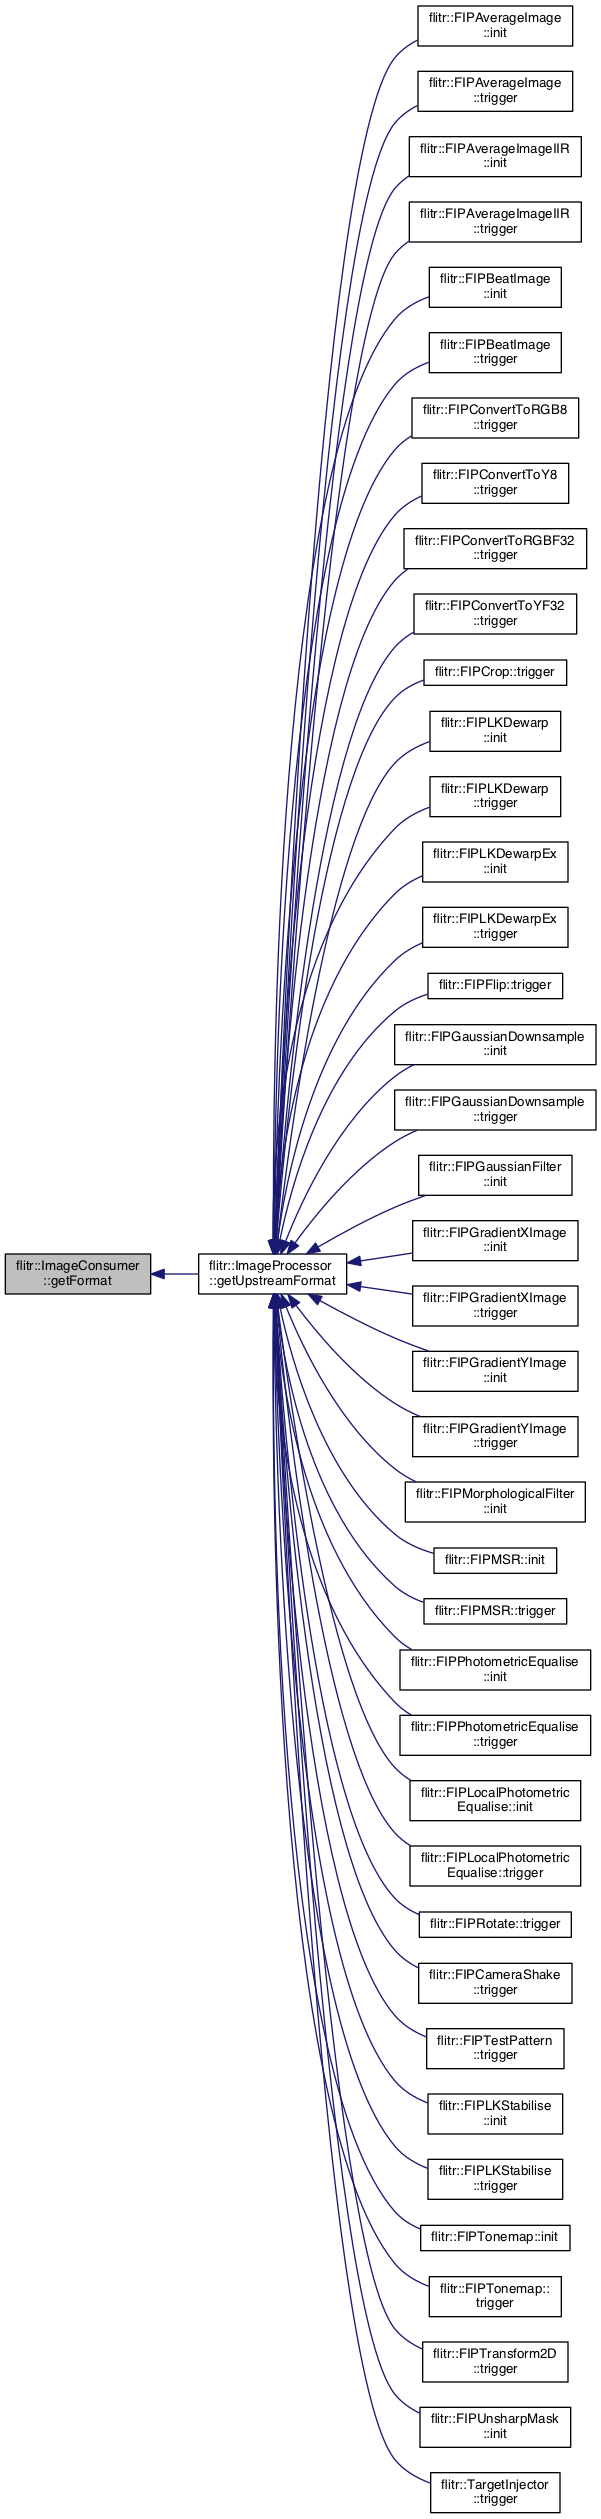 flitr::FIPAverageImage
::init
flitr::FIPAverageImage
::trigger
flitr::FIPAverageImageIIR
::init
flitr::FIPAverageImageIIR
::trigger
flitr::FIPBeatImage
::init
flitr::FIPBeatImage
::trigger
flitr::FIPConvertToRGB8
::trigger
flitr::FIPConvertToY8
::trigger
flitr::FIPConvertToRGBF32
::trigger
flitr::FIPConvertToYF32
::trigger
flitr::FIPCrop::trigger
flitr::FIPLKDewarp
::init
flitr::FIPLKDewarp
::trigger
flitr::FIPLKDewarpEx
::init
flitr::FIPLKDewarpEx
::trigger
flitr::FIPFlip::trigger
flitr::FIPGaussianDownsample
::init
flitr::FIPGaussianDownsample
::trigger
flitr::FIPGaussianFilter
::init
flitr::ImageConsumer
::getFormat
flitr::ImageProcessor
::getUpstreamFormat
flitr::FIPGradientXImage
::init
flitr::FIPGradientXImage
::trigger
flitr::FIPGradientYImage
::init
flitr::FIPGradientYImage
::trigger
flitr::FIPMorphologicalFilter
::init
flitr::FIPMSR::init
flitr::FIPMSR::trigger
flitr::FIPPhotometricEqualise
::init
flitr::FIPPhotometricEqualise
::trigger
flitr::FIPLocalPhotometric
Equalise::init
flitr::FIPLocalPhotometric
Equalise::trigger
flitr::FIPRotate::trigger
flitr::FIPCameraShake
::trigger
flitr::FIPTestPattern
::trigger
flitr::FIPLKStabilise
::init
flitr::FIPLKStabilise
::trigger
flitr::FIPTonemap::init
flitr::FIPTonemap::
trigger
flitr::FIPTransform2D
::trigger
flitr::FIPUnsharpMask
::init
flitr::TargetInjector
::trigger